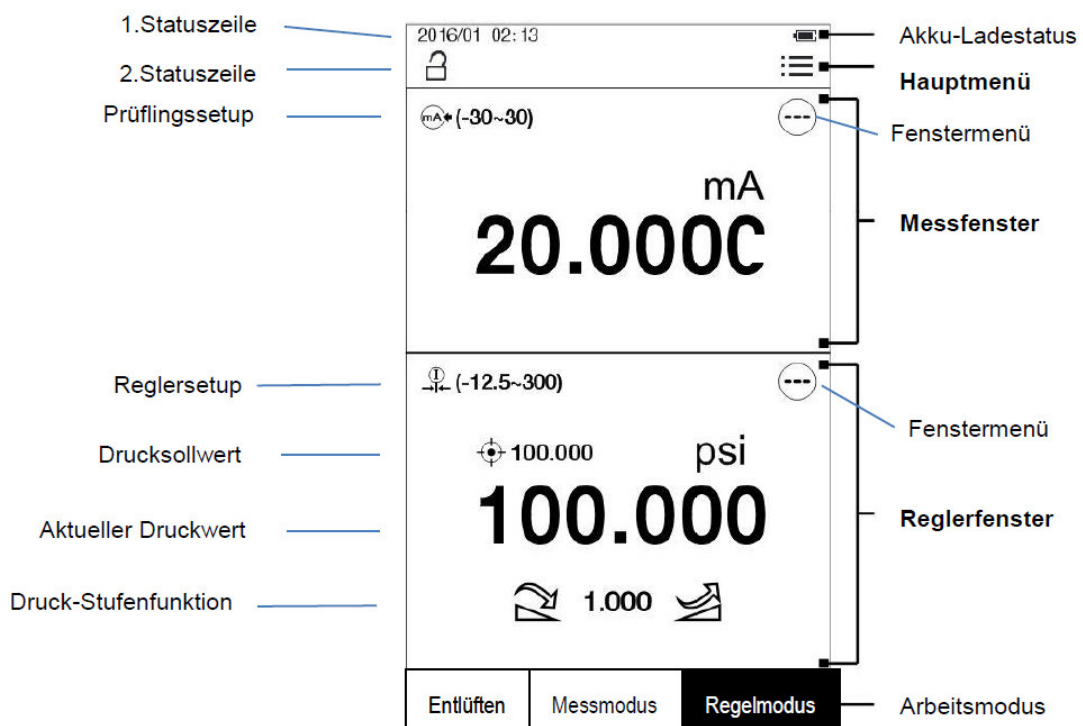 1.Statuszeile
2016/01 02:13
Akku-Ladestatus
2.Statuszeile
Hauptmenü
Prüflingssetup
mA (-30~30)
Fenstermenü
mA
20.000C
Messfenster
Reglersetup
(-12.5~300)
Fenstermenü
Drucksollwert
100.000
psi
Aktueller Druckwert
100.000
Reglerfenster
Druck-Stufenfunktion
1.000
Entlüften
Messmodus
Regelmodus
Arbeitsmodus